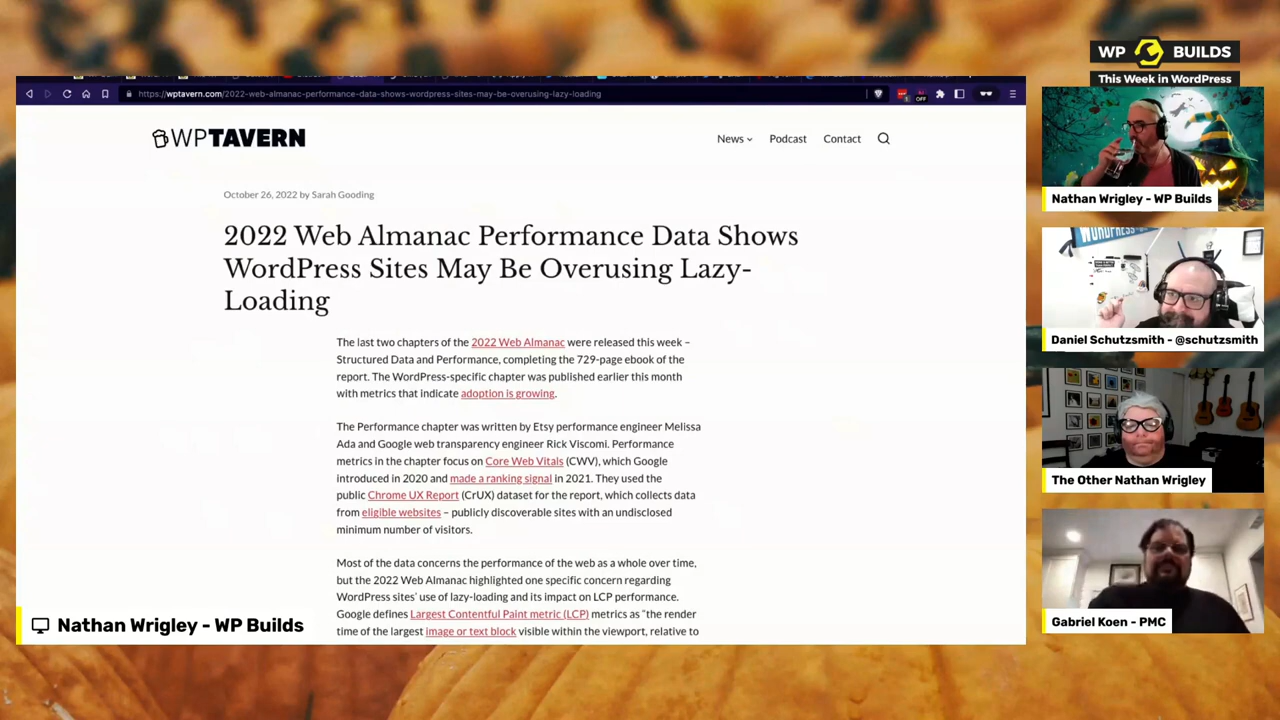 https://wptavern.com/2022-web-almanac-performance-data-shows-wordpress-sites-may-be-overusing-lazy-loading
OFF
WPTAVERN
News
Podcast
Contact
October 26, 2022 by Sarah Gooding
2022 Web Almanac Performance Data Shows
WordPress Sites May Be Overusing Lazy-
Loading
The last two chapters of the 2022 Web Almanac were released this week –
Structured Data and Performance, completing the 729-page ebook of the
report. The WordPress-specific chapter was published earlier this month
with metrics that indicate adoption is growing.
The Performance chapter was written by Etsy performance engineer Melissa
Ada and Google web transparency engineer Rick Viscomi. Performance
metrics in the chapter focus on Core Web Vitals (CWV), which Google
introduced in 2020 and made a ranking signal in 2021. They used the
public Chrome UX Report (CrUX) dataset for the report, which collects data
from eligible websites – publicly discoverable sites with an undisclosed
minimum number of visitors.
Most of the data concerns the performance of the web as a whole over time,
but the 2022 Web Almanac highlighted one specific concern regarding
WordPress sites' use of lazy-loading and its impact on LCP performance.
Google defines Largest Contentful Paint metric (LCP) metrics as "the render
time of the largest image or text block visible within the viewport, relative to
Nathan Wrigley - WP Builds
WP BUILDS
This Week in WordPress
Nathan Wrigley - WP Builds
WORDPRESS
Daniel Schutzsmith - @schutzsmith
The Other Nathan Wrigley
Gabriel Koen - PMC